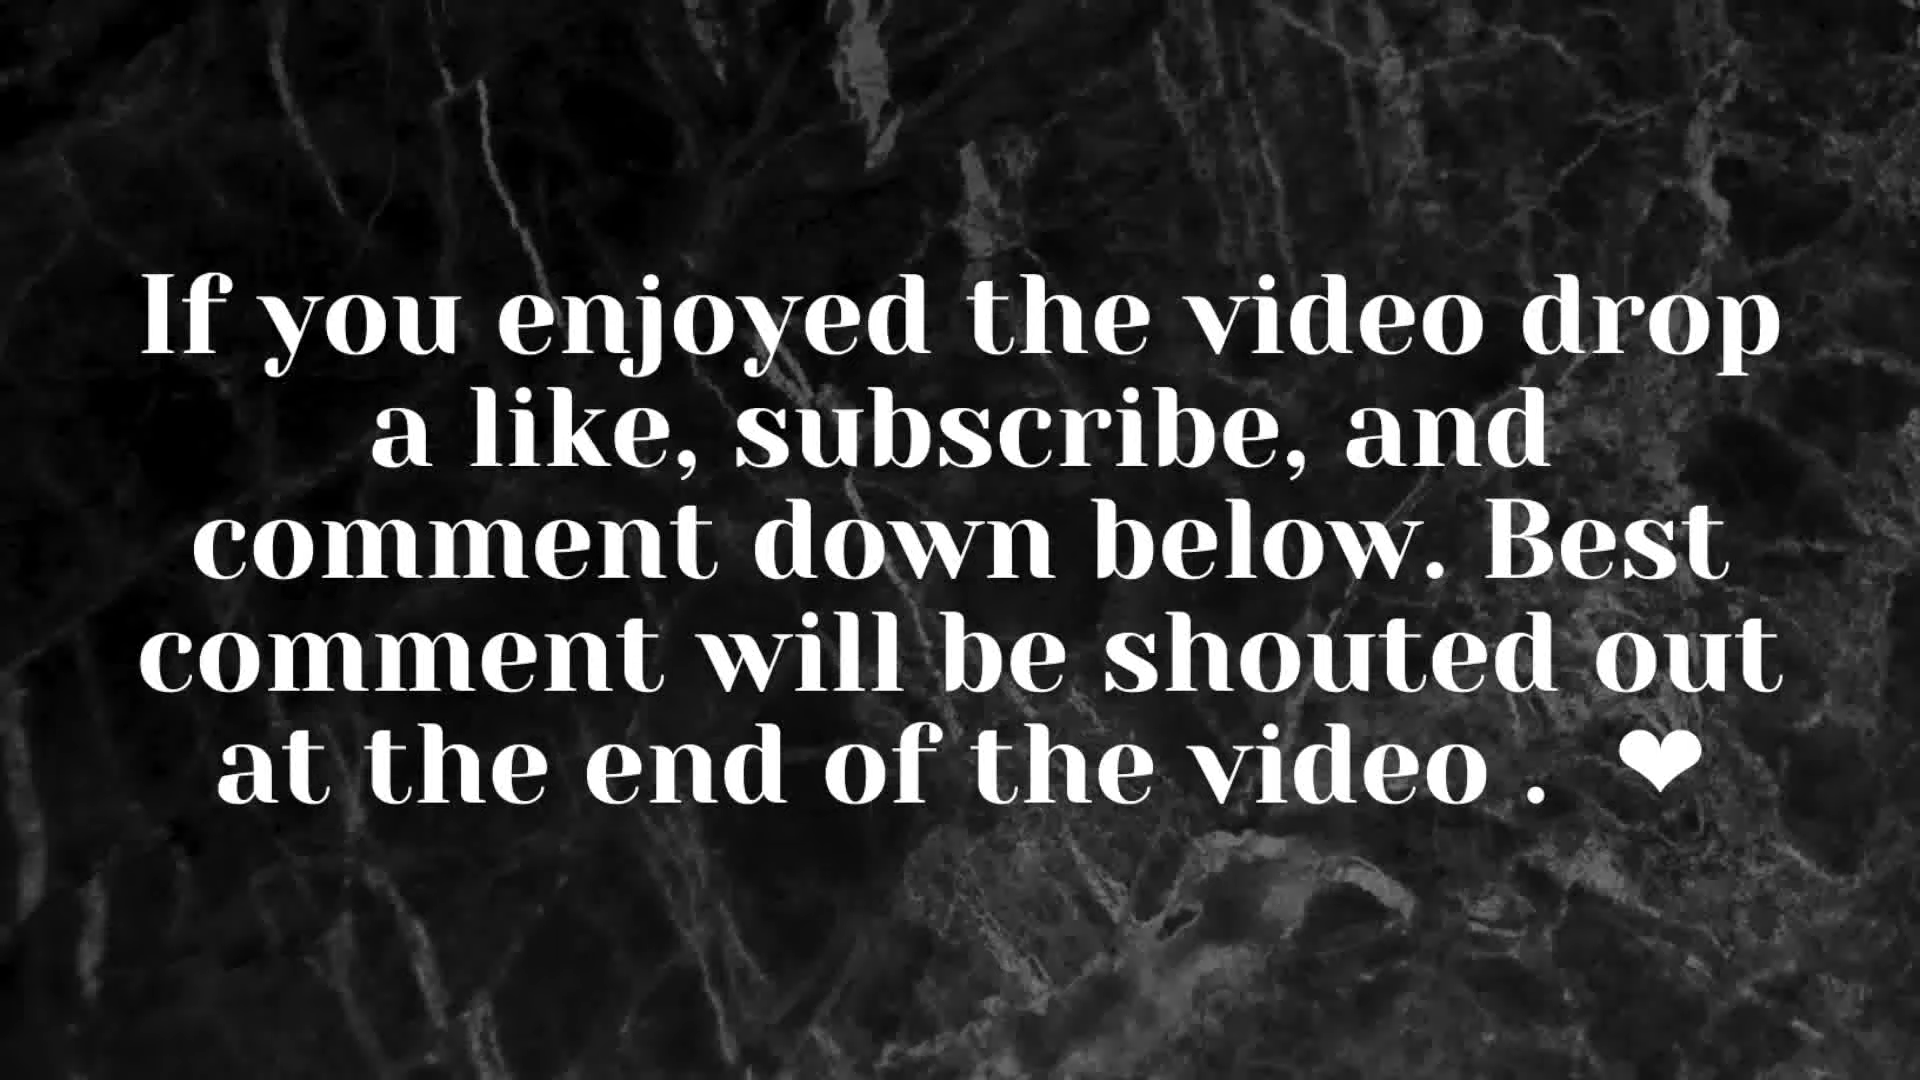 If you enjoyed the video drop
a like, subscribe, and
comment down below. Best
comment will be shouted out
at the end of the video . ❤